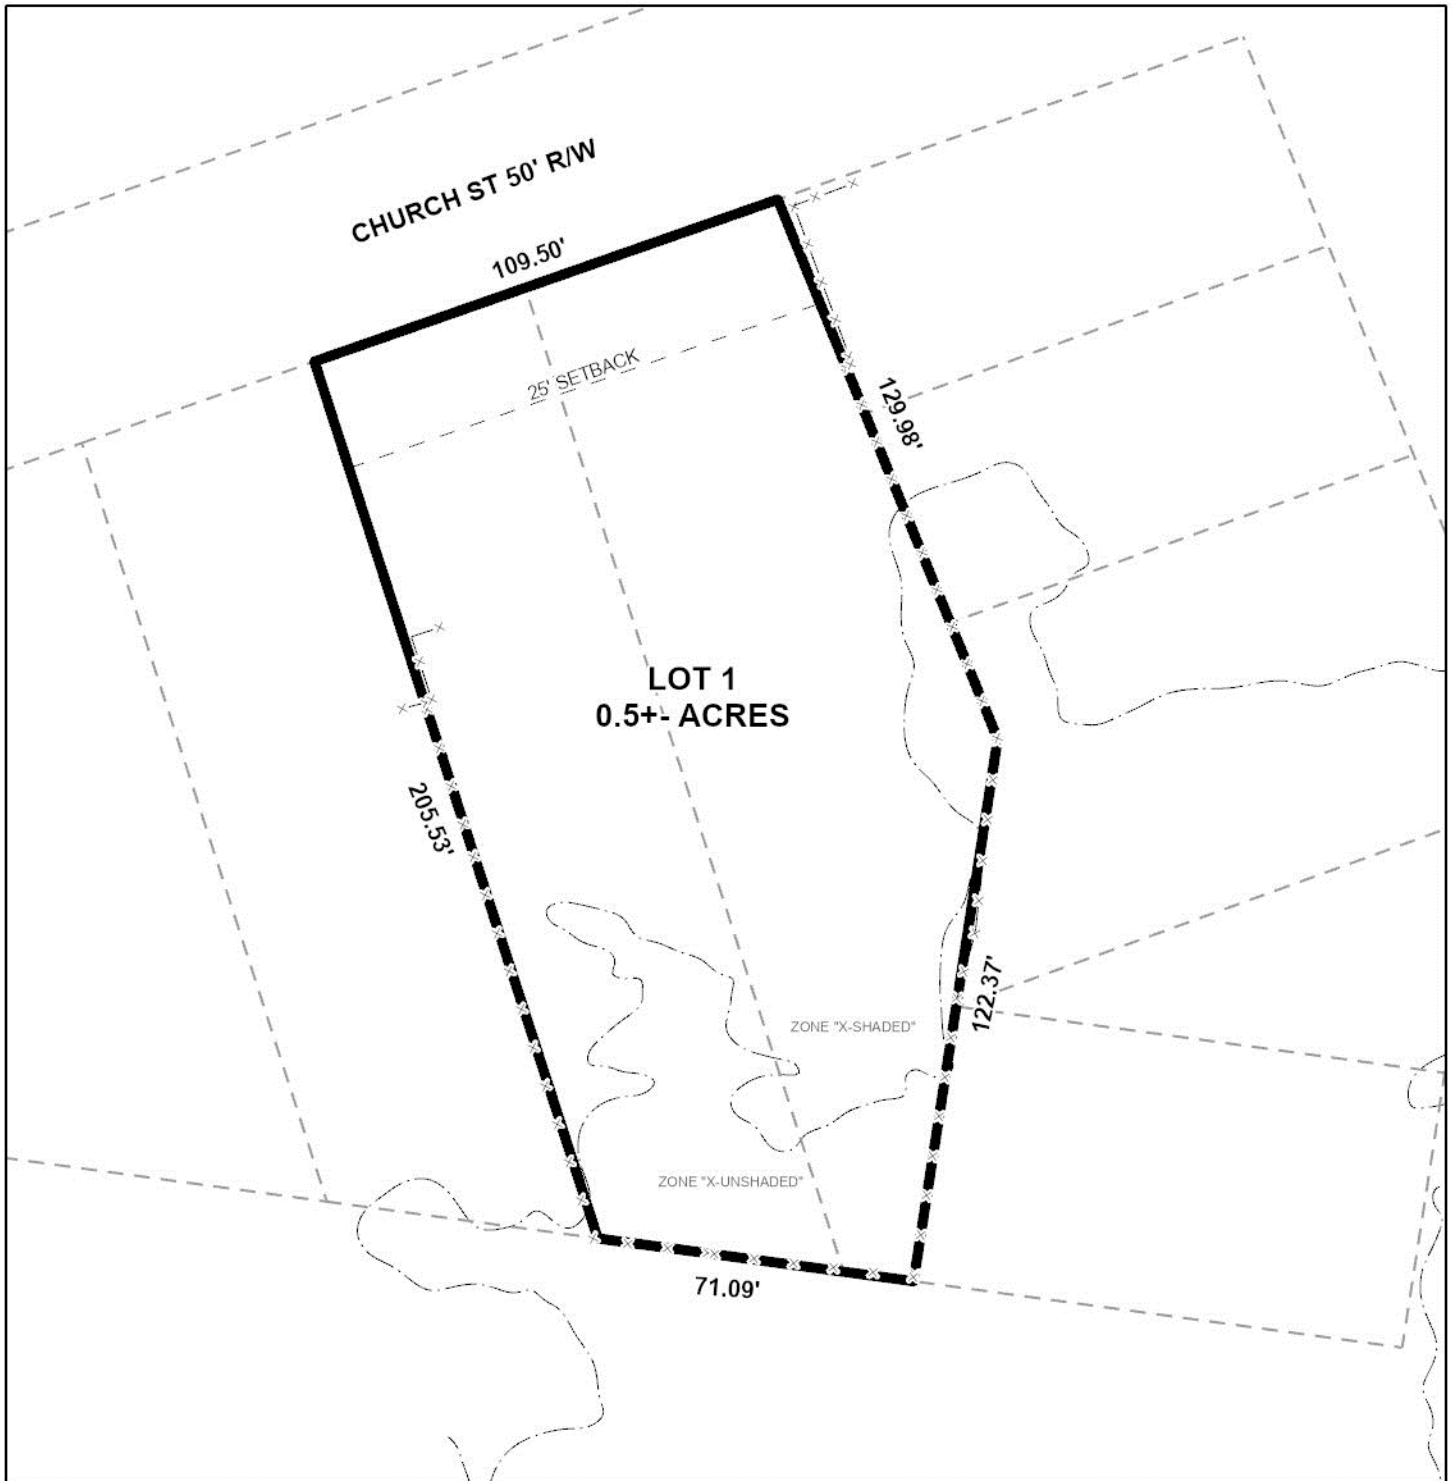 CHURCH ST 50' R/W
109.50'
25' SETBACK
129.98'
LOT 1
0.5+- ACRES
205.53'
122.37'
ZONE "X-SHADED"
ZONE "X-UNSHADED"
71.09'